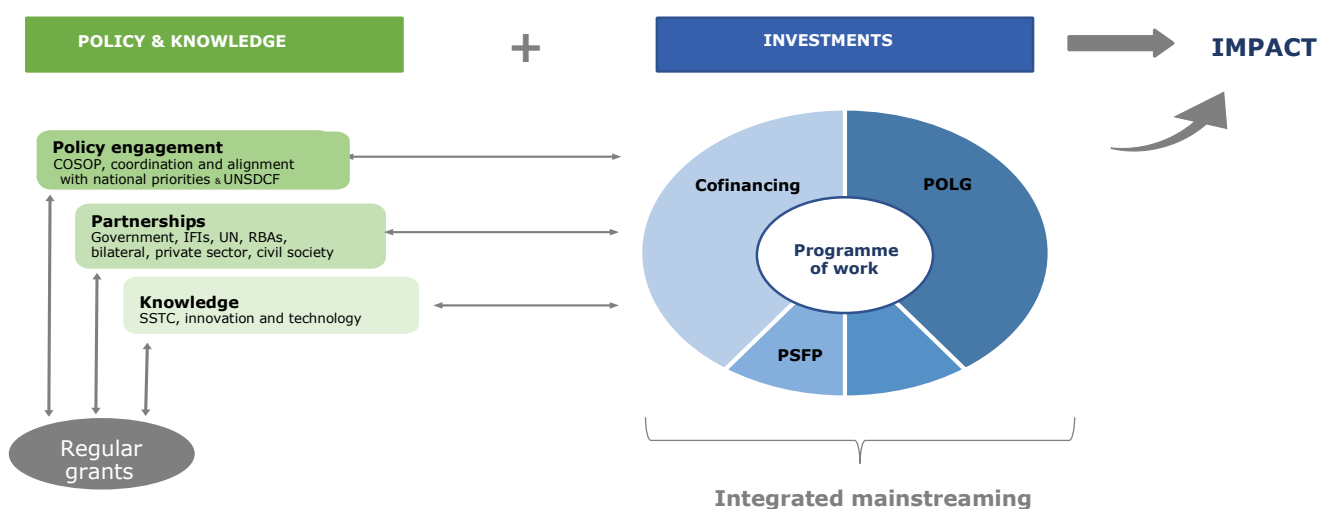 POLICY & KNOWLEDGE
+
INVESTMENTS
IMPACT
Policy engagement
COSOP, coordination and alignment
with national priorities & UNSDCF
Partnerships
Government, IFIs, UN, RBAs,
bilateral, private sector, civil society
Knowledge
SSTC, innovation and technology
Regular
grants
Cofinancing
POLG
Programme
of work
PSFP
Integrated mainstreaming